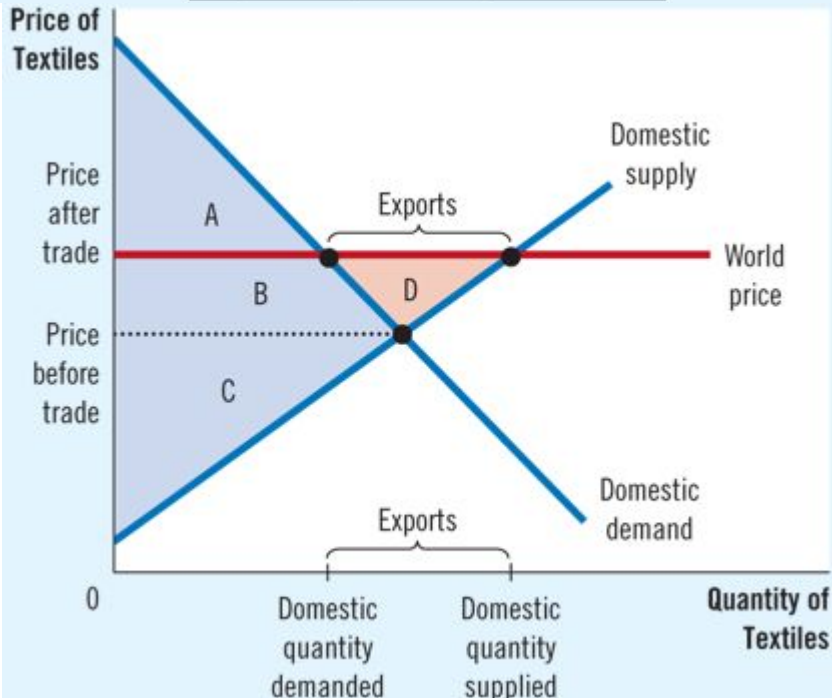 Price of
Textiles
Price
after
trade
Price
before
trade
A
B
C
D
Exports
Domestic
supply
World
price
Domestic
demand
Exports
0
Domestic
quantity
demanded
Domestic
quantity
supplied
Quantity of
Textiles